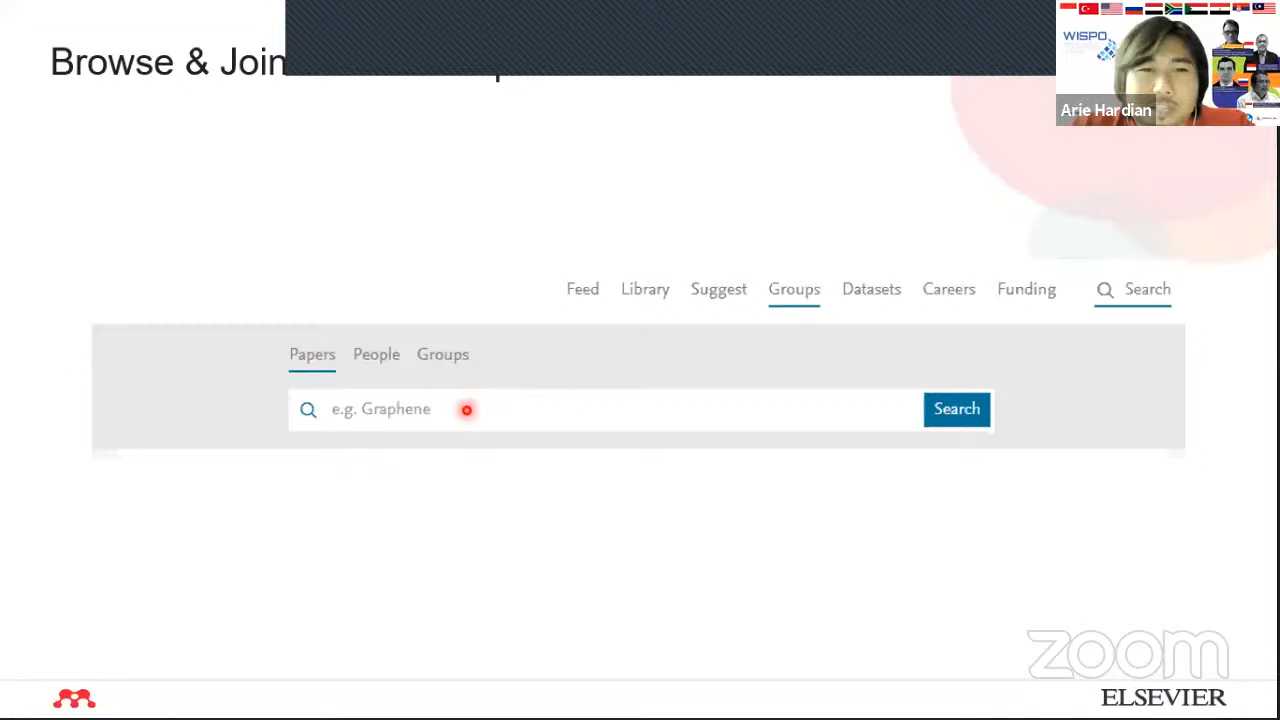 Browse & Join
WISPO
Arie Hardian
Feed Library Suggest Groups Datasets Careers Funding Search
Papers People Groups
e.g. Graphene Search
zoom
ELSEVIER